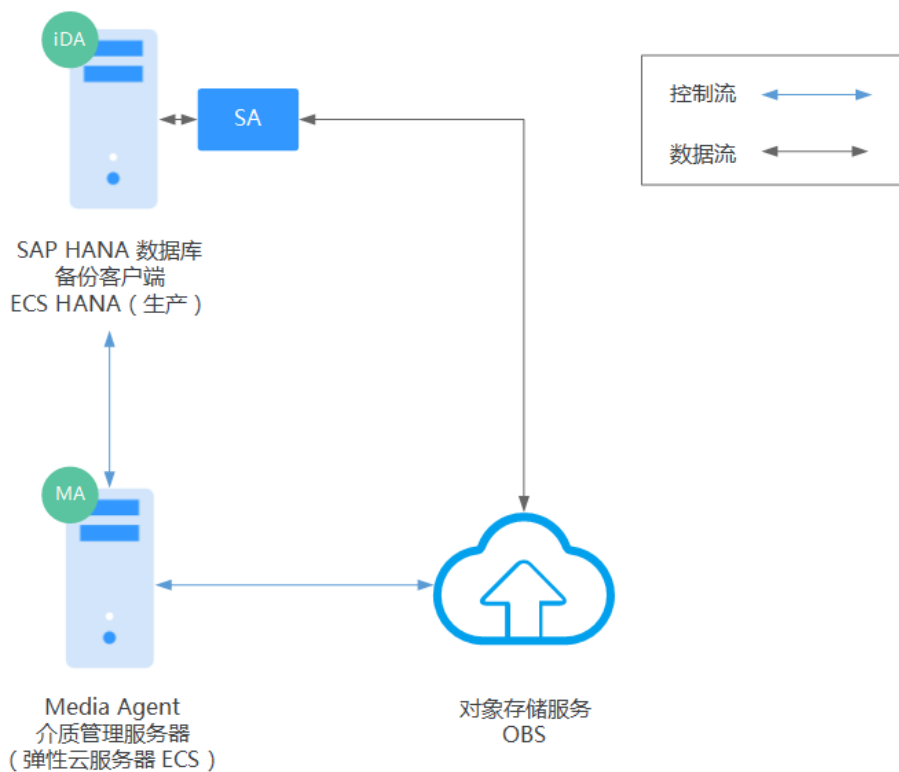 iDA
SA
控制流
数据流
SAP HANA 数据库
备份客户端
ECS HANA（生产）
MA
Media Agent
介质管理服务器
（弹性云服务器 ECS）
对象存储服务
OBS